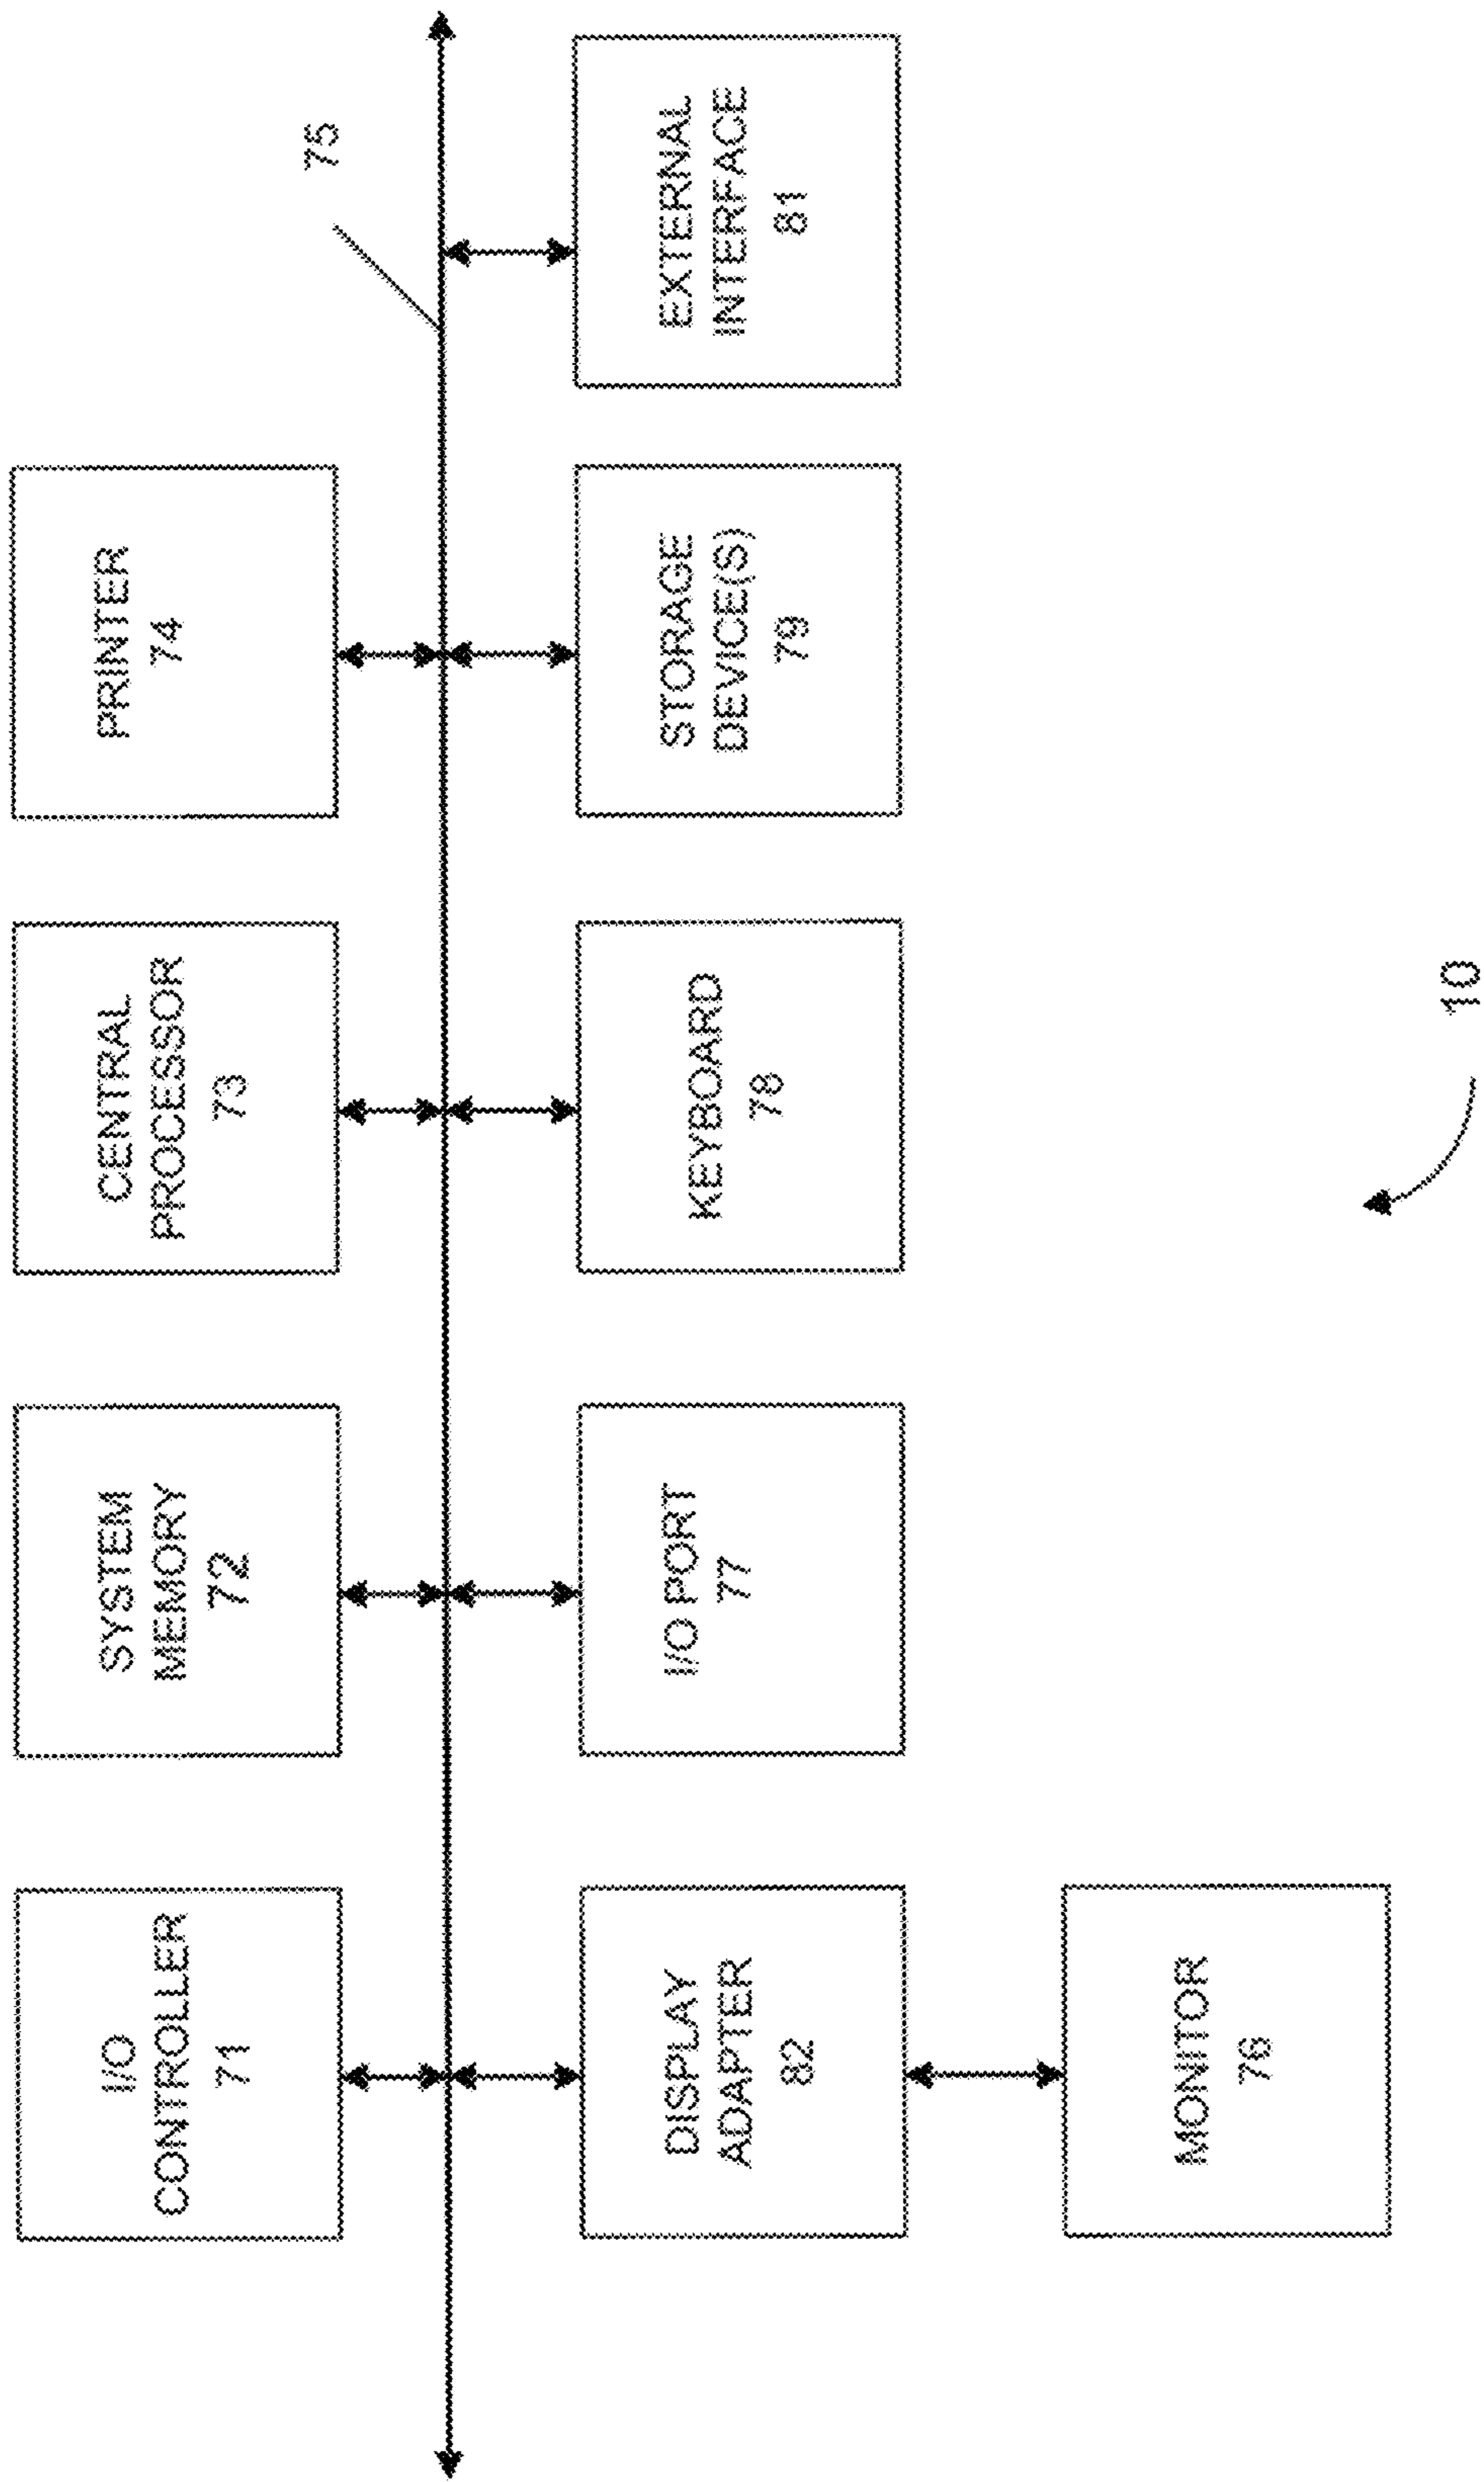 I/O
CONTROLLER
71
SYSTEM
MEMORY
72
CENTRAL
PROCESSOR
73
PRINTER
74
75
DISPLAY
ADAPTER
82
I/O PORT
77
KEYBOARD
78
STORAGE
DEVICE(S)
79
EXTERNAL
INTERFACE
81
MONITOR
76
10